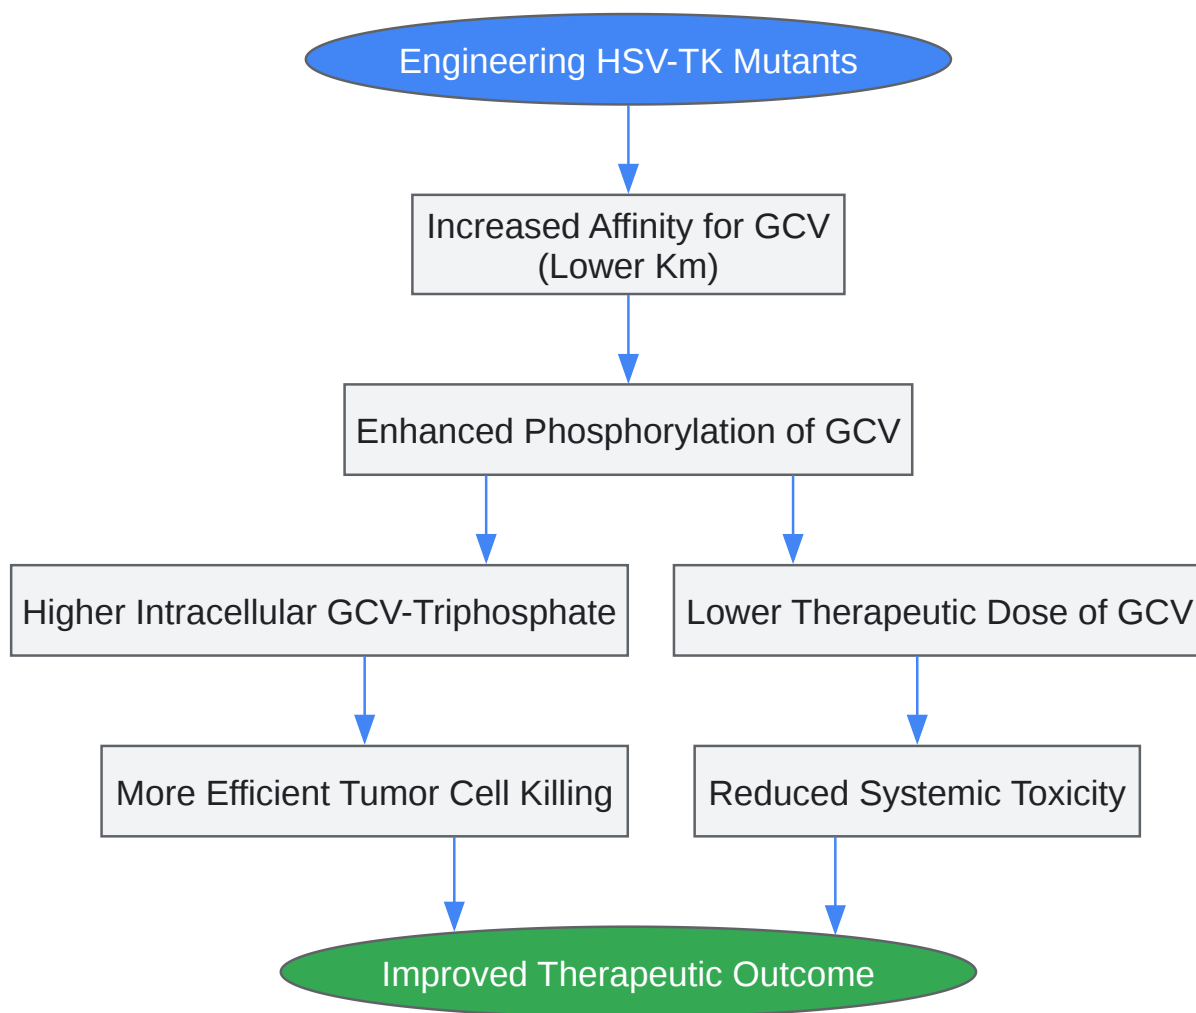 Engineering HSV-TK Mutants
Increased Affinity for GCV
(Lower Km)
Enhanced Phosphorylation of GCV
Higher Intracellular GCV-Triphosphate
Lower Therapeutic Dose of GCV
More Efficient Tumor Cell Killing
Reduced Systemic Toxicity
Improved Therapeutic Outcome